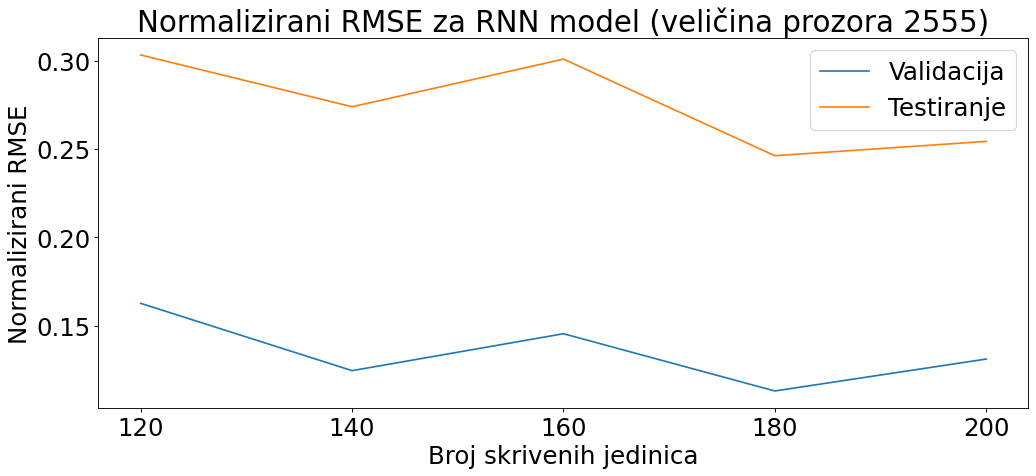 Normalizirani RMSE za RNN model (veličina prozora 2555)
Validacija
Testiranje
Normalizirani RMSE
0.30
0.25
0.20
0.15
120 140 160 180 200
Broj skrivenih jedinica